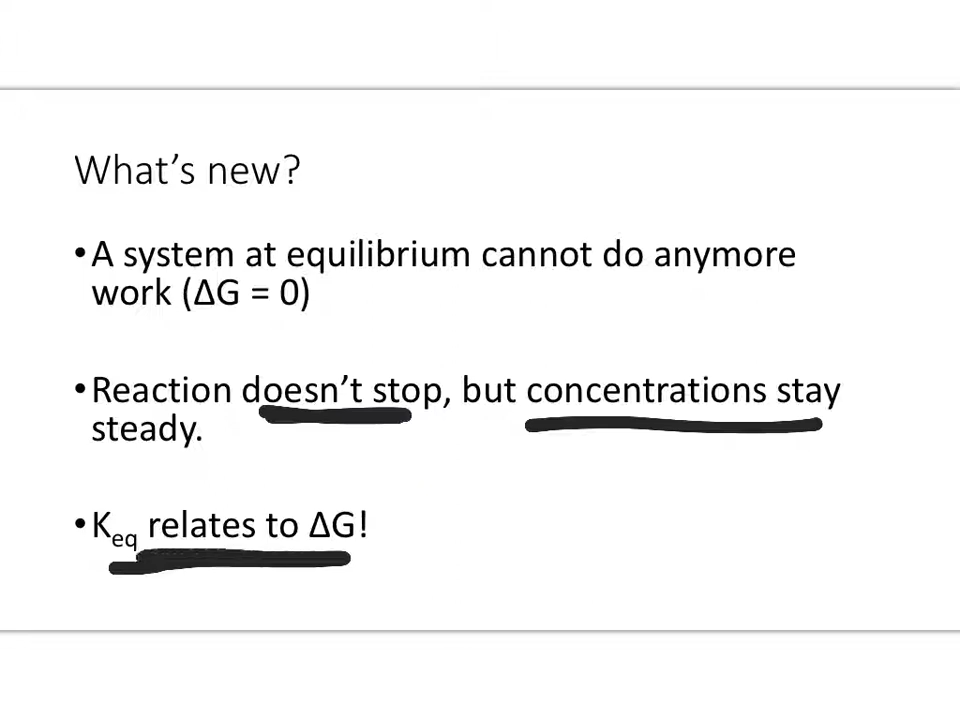 What’s new?
•A system at equilibrium cannot do anymore
work (ΔG = 0)
•Reaction doesn’t stop, but concentrations stay
steady.
•Keq relates to ΔG!